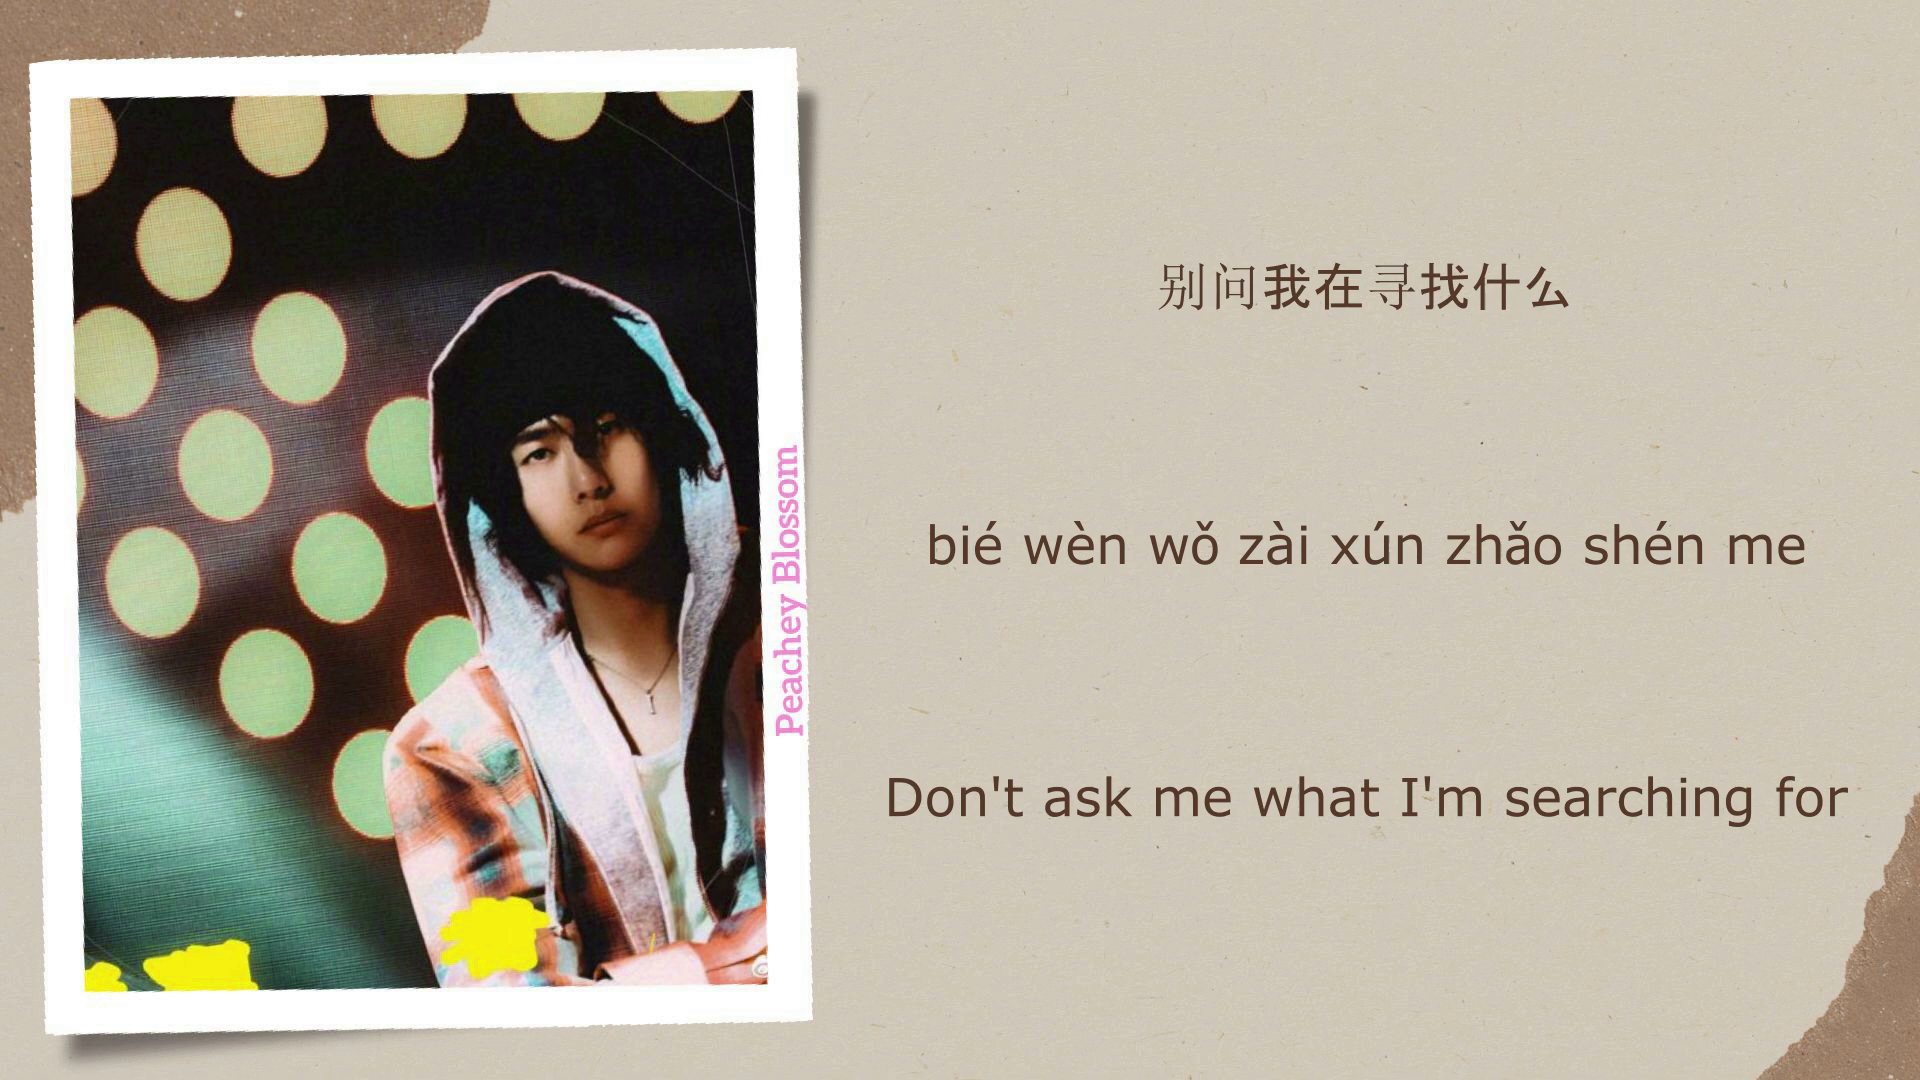 别问我在寻找什么
bié wèn wǒ zài xún zhǎo shén me
Don't ask me what I'm searching for
Peachey Blossom